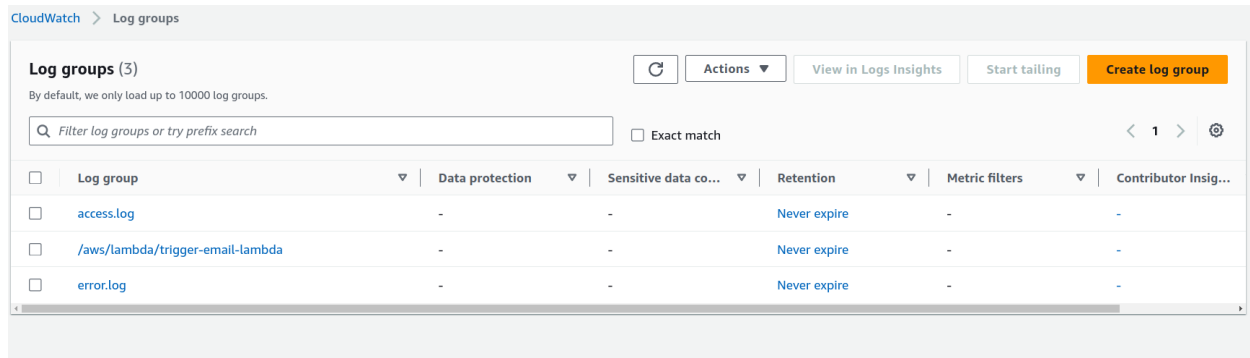 CloudWatch > Log groups
Log groups (3)
Actions ▼
View in Logs Insights
Start tailing
Create log group
By default, we only load up to 10000 log groups.
Filter log groups or try prefix search
Exact match
< 1 >
Log group Data protection Sensitive data co... Retention Metric filters Contributor Insig...
access.log - - Never expire - -
/aws/lambda/trigger-email-lambda - - Never expire - -
error.log - - Never expire - -